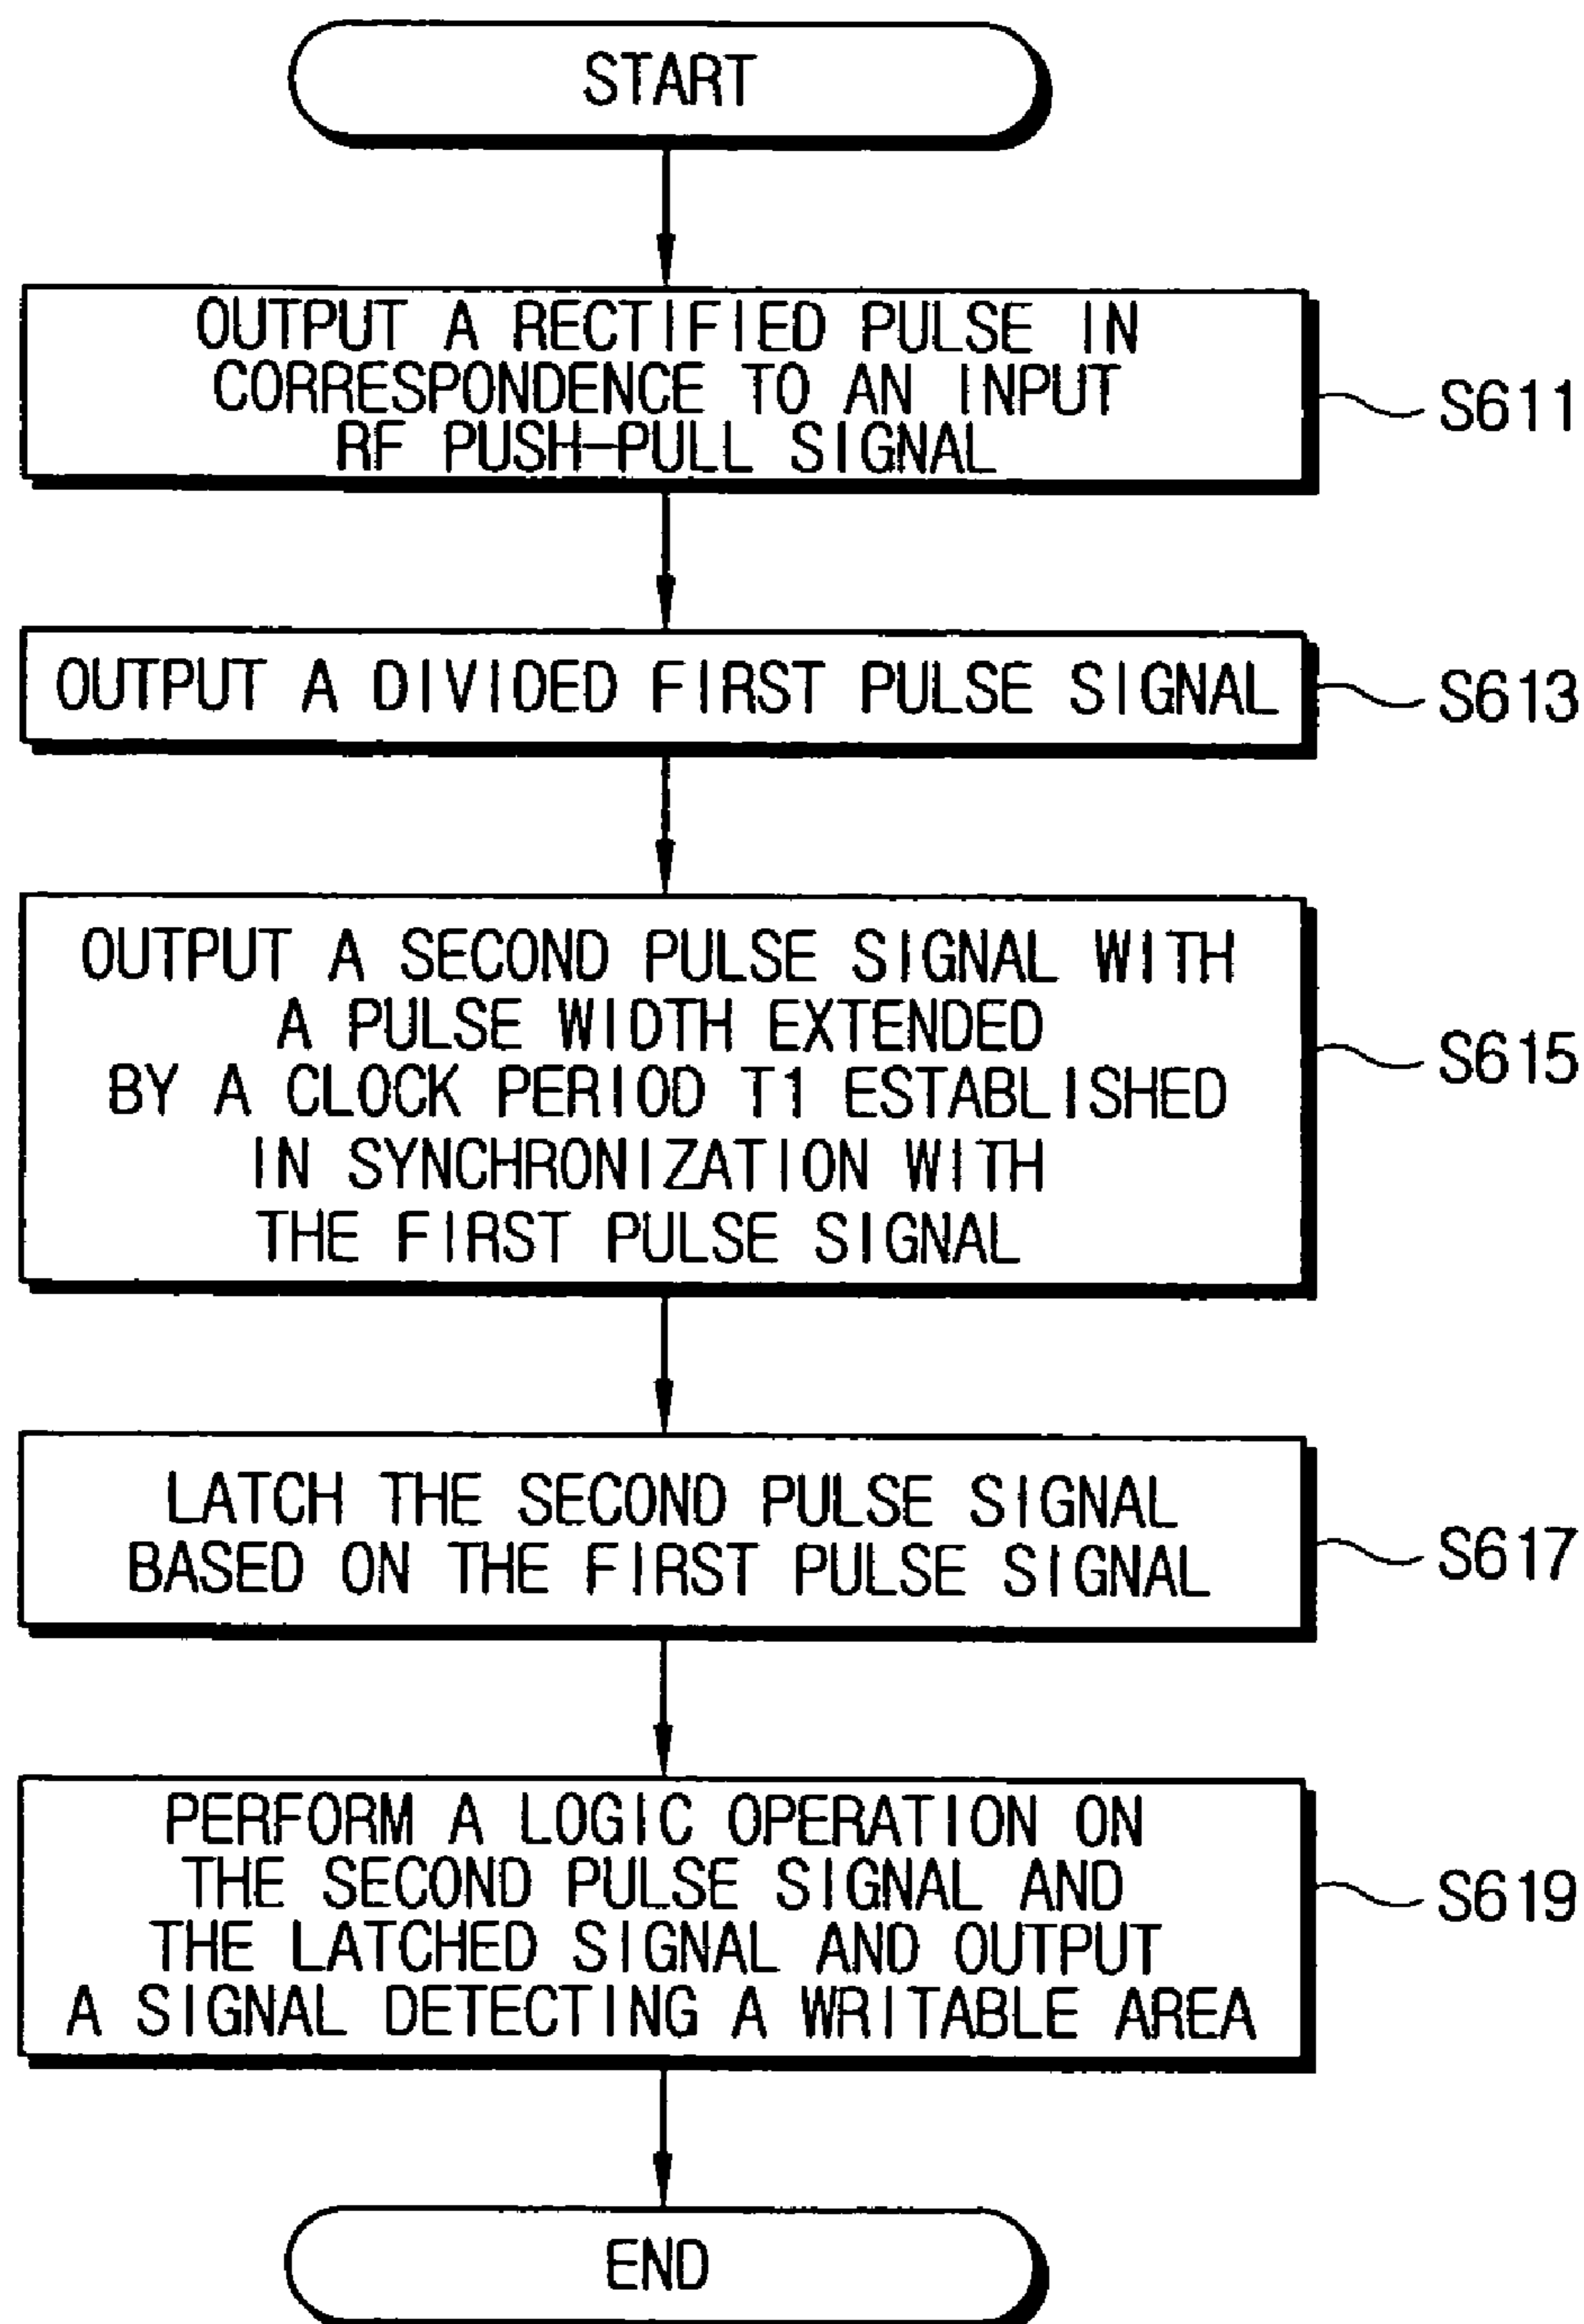 START
OUTPUT A RECTIFIED PULSE IN
CORRESPONDENCE TO AN INPUT
RF PUSH-PULL SIGNAL
S611
OUTPUT A DIVIDED FIRST PULSE SIGNAL
S613
OUTPUT A SECOND PULSE SIGNAL WITH
A PULSE WIDTH EXTENDED
BY A CLOCK PERIOD T1 ESTABLISHED
IN SYNCHRONIZATION WITH
THE FIRST PULSE SIGNAL
S615
LATCH THE SECOND PULSE SIGNAL
BASED ON THE FIRST PULSE SIGNAL
S617
PERFORM A LOGIC OPERATION ON
THE SECOND PULSE SIGNAL AND
THE LATCHED SIGNAL AND OUTPUT
A SIGNAL DETECTING A WRITABLE AREA
S619
END